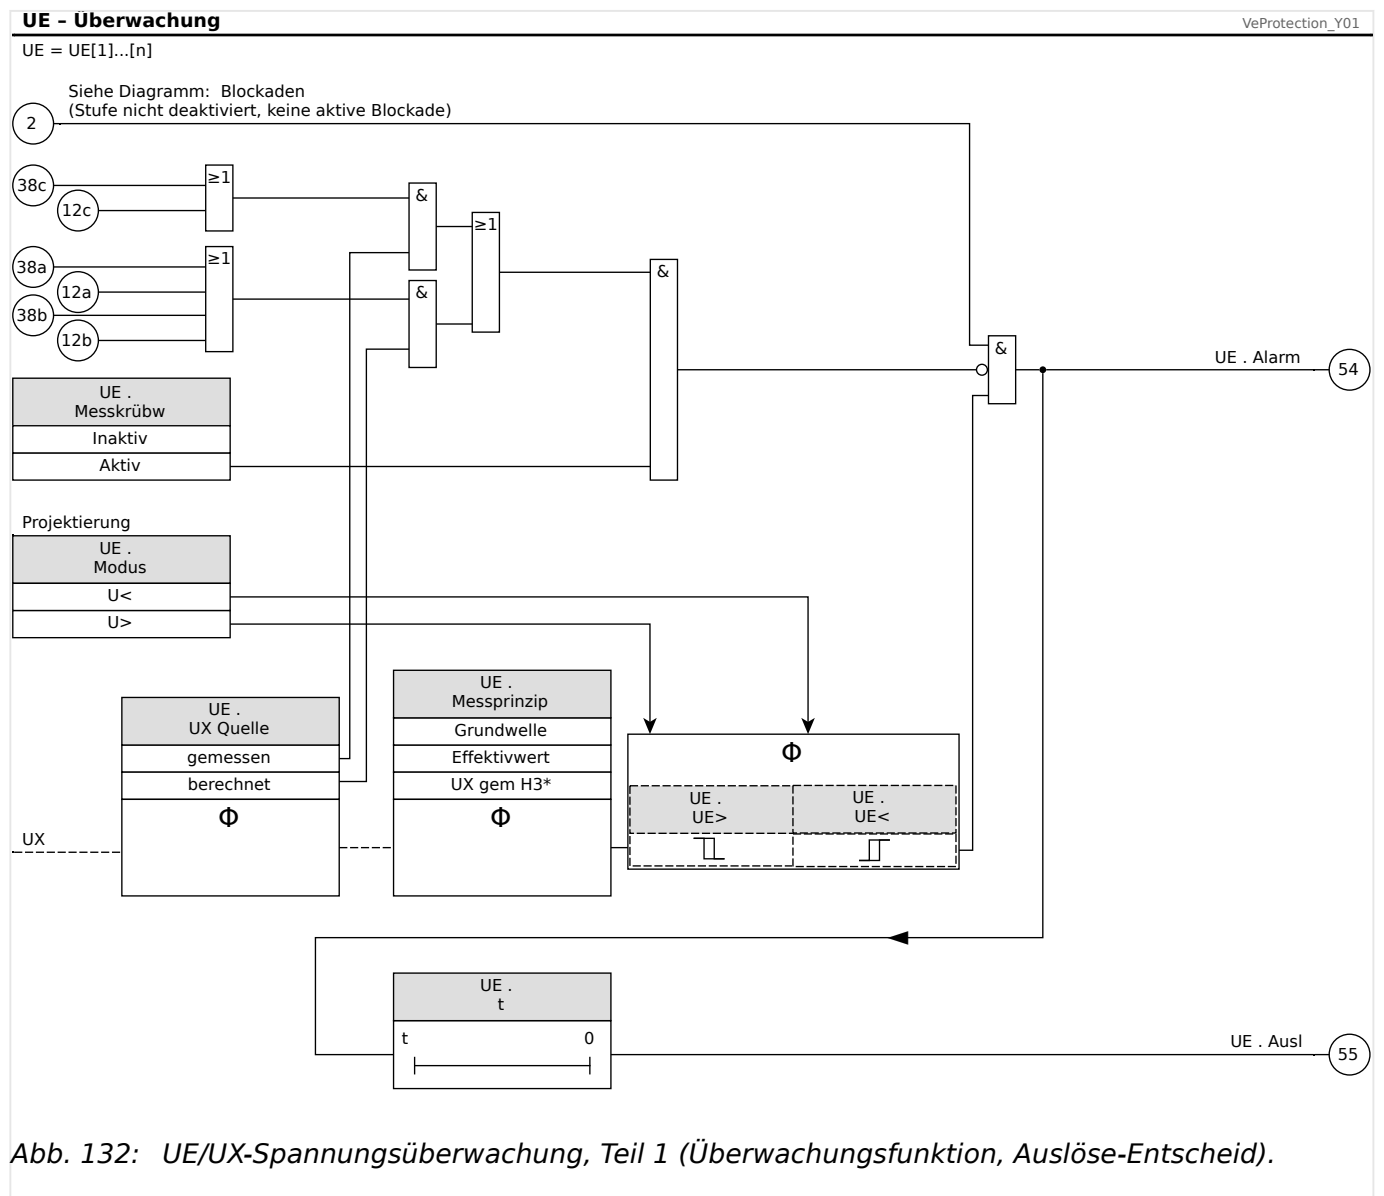 UE – Überwachung
VeProtection_Y01
UE = UE[1]...[n]
Siehe Diagramm: Blockaden
(Stufe nicht deaktiviert, keine aktive Blockade)
2
38c
≥1
12c
&
≥1
38a
≥1
12a
38b
12b
&
&
&
UE . Alarm
54
UE .
Messkrübw
Inaktiv
Aktiv
Projektierung
UE .
Modus
U<
U>
UE .
UX Quelle
gemessen
berechnet
Φ
UX
UE .
Messprinzip
Grundwelle
Effektivwert
UX gem H3*
Φ
Φ
UE .
UE>
UE .
UE<
UE .
t
t 0
UE . Ausl
55
Abb. 132: UE/UX-Spannungsüberwachung, Teil 1 (Überwachungsfunktion, Auslöse-Entscheid).